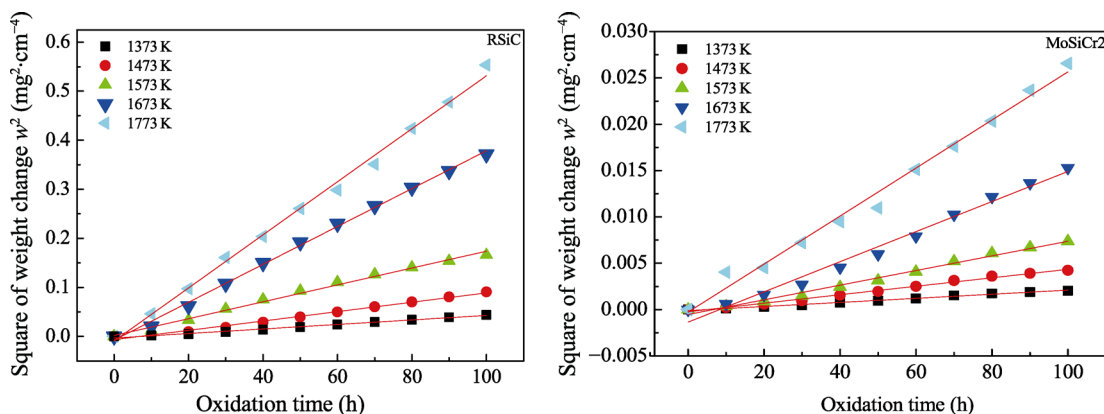 RSiC
1373 K
1473 K
1573 K
1673 K
1773 K
0.6
0.5
0.4
0.3
0.2
0.1
0.0
0 20 40 60 80 100
Square of weight change w² (mg²·cm⁻⁴)
Oxidation time (h)
MoSiCr2
1373 K
1473 K
1573 K
1673 K
1773 K
0.030
0.025
0.020
0.015
0.010
0.005
0.000
−0.005
0 20 40 60 80 100
Square of weight change w² (mg²·cm⁻⁴)
Oxidation time (h)